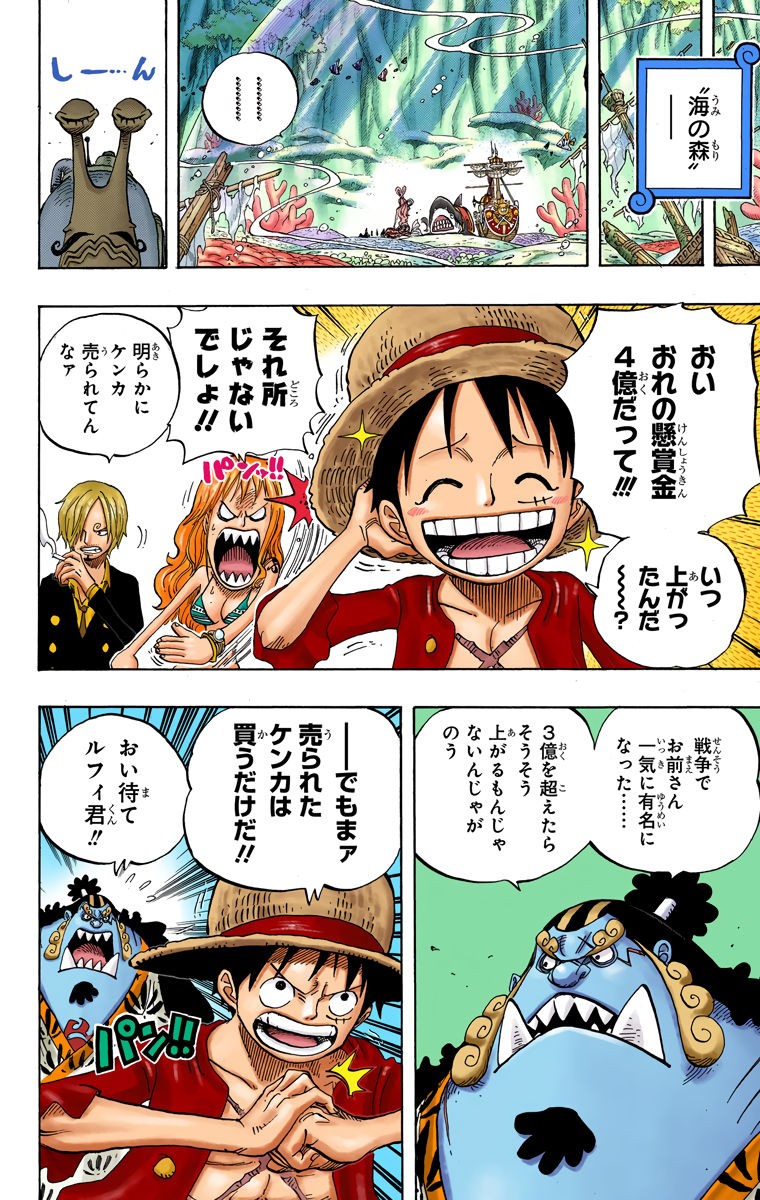 “海の森”
――
…………
しー…ん
おい
おれの懸賞金
4億だって!!!
いつ
上がっ
たんだ
〜〜〜?
それ所
じゃない
でしょ!!
パンッ!!
明らかに
ケンカ
売られてん
なァ
戦争で
お前さん
一気に有名に
なった……
3億を超えたら
そうそう
上がるもんじゃ
ないんじゃが
のう
――でもまァ
売られた
ケンカは
買うだけだ!!
おい待て
ルフィ君!!
パン!!